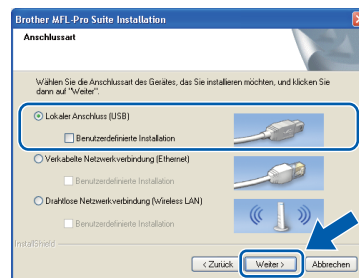 Brother MFL-Pro Suite Installation
Anschlussart
Wählen Sie die Anschlussart des Gerätes, das Sie installieren möchten, und klicken Sie
dann auf "Weiter".
Lokaler Anschluss (USB)
Benutzerdefinierte Installation
Verkabelte Netzwerkverbindung (Ethernet)
Benutzerdefinierte Installation
Drahtlose Netzwerkverbindung (Wireless LAN)
Benutzerdefinierte Installation
InstallShield
< Zurück Weiter > Abbrechen